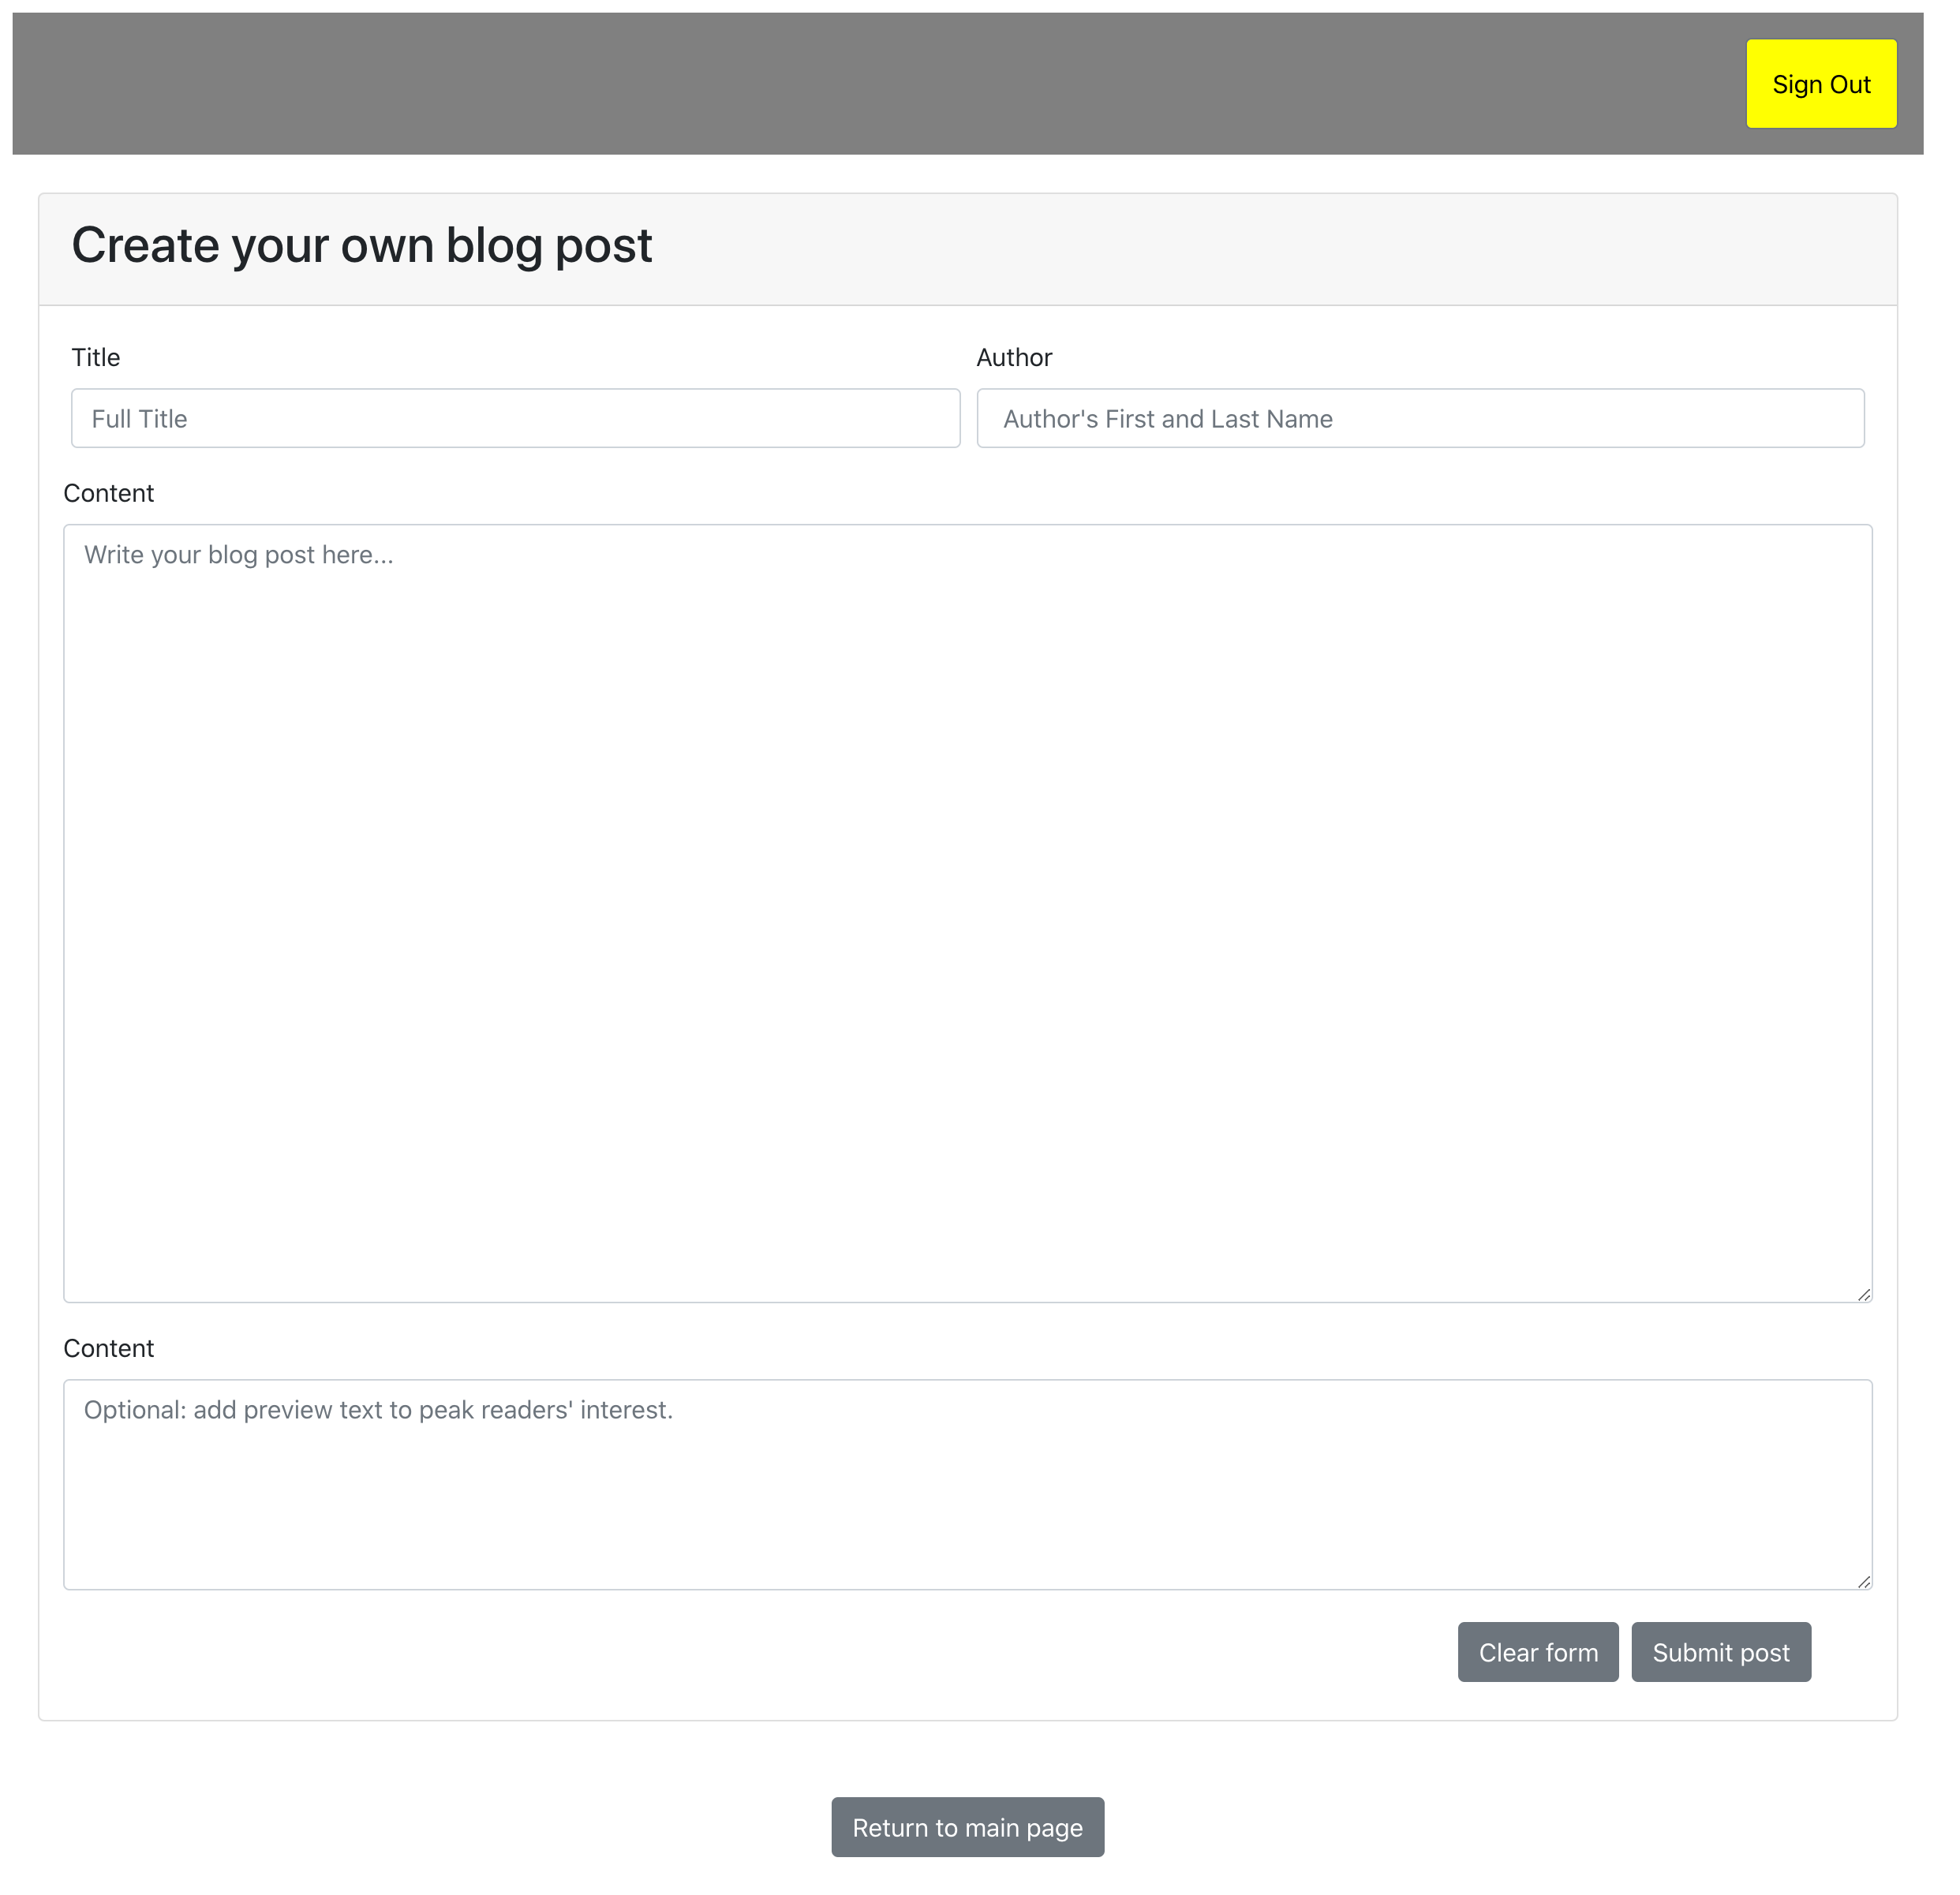 Sign Out
Create your own blog post
Title
Author
Full Title
Author's First and Last Name
Content
Write your blog post here...
Content
Optional: add preview text to peak readers' interest.
Clear form
Submit post
Return to main page